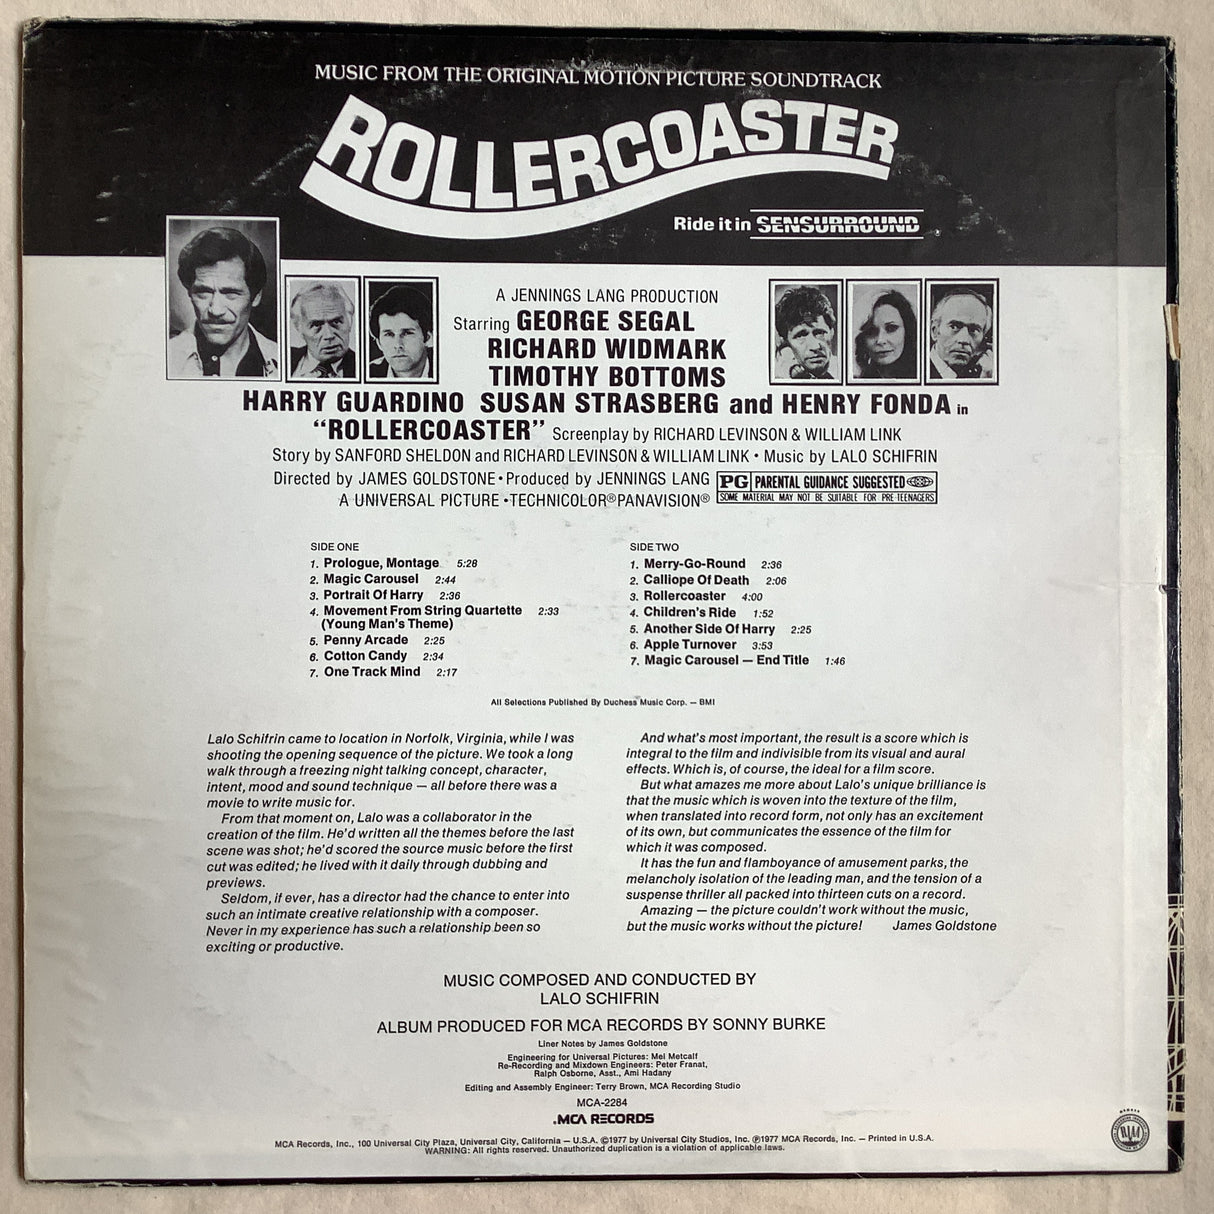 MUSIC FROM THE ORIGINAL MOTION PICTURE SOUNDTRACK
ROLLERCOASTER
Ride it in SENSURROUND
A JENNINGS LANG PRODUCTION
Starring GEORGE SEGAL
RICHARD WIDMARK
TIMOTHY BOTTOMS
HARRY GUARDINO SUSAN STRASBERG and HENRY FONDA in
“ROLLERCOASTER” Screenplay by RICHARD LEVINSON & WILLIAM LINK
Story by SANFORD SHELDON and RICHARD LEVINSON & WILLIAM LINK • Music by LALO SCHIFRIN
Directed by JAMES GOLDSTONE • Produced by JENNINGS LANG
A UNIVERSAL PICTURE • TECHNICOLOR® PANAVISION®
PG PARENTAL GUIDANCE SUGGESTED
SOME MATERIAL MAY NOT BE SUITABLE FOR PRE-TEENAGERS
SIDE ONE
1. Prologue, Montage 5:28
2. Magic Carousel 2:44
3. Portrait Of Harry 2:36
4. Movement From String Quartette 2:33
(Young Man's Theme)
5. Penny Arcade 2:25
6. Cotton Candy 2:34
7. One Track Mind 2:17
SIDE TWO
1. Merry-Go-Round 2:36
2. Calliope Of Death 2:06
3. Rollercoaster 4:00
4. Children's Ride 1:52
5. Another Side Of Harry 2:25
6. Apple Turnover 3:53
7. Magic Carousel — End Title 1:46
All Selections Published By Duchess Music Corp. — BMI
Lalo Schifrin came to location in Norfolk, Virginia, while I was
shooting the opening sequence of the picture. We took a long
walk through a freezing night talking concept, character,
intent, mood and sound technique — all before there was a
movie to write music for.
From that moment on, Lalo was a collaborator in the
creation of the film. He'd written all the themes before the last
scene was shot; he'd scored the source music before the first
cut was edited; he lived with it daily through dubbing and
previews.
Seldom, if ever, has a director had the chance to enter into
such an intimate creative relationship with a composer.
Never in my experience has such a relationship been so
exciting or productive.
And what's most important, the result is a score which is
integral to the film and indivisible from its visual and aural
effects. Which is, of course, the ideal for a film score.
But what amazes me more about Lalo's unique brilliance is
that the music which is woven into the texture of the film,
when translated into record form, not only has an excitement
of its own, but communicates the essence of the film for
which it was composed.
It has the fun and flamboyance of amusement parks, the
melancholy isolation of the leading man, and the tension of a
suspense thriller all packed into thirteen cuts on a record.
Amazing — the picture couldn't work without the music,
but the music works without the picture! James Goldstone
MUSIC COMPOSED AND CONDUCTED BY
LALO SCHIFRIN
ALBUM PRODUCED FOR MCA RECORDS BY SONNY BURKE
Liner Notes by James Goldstone
Engineering for Universal Pictures: Mel Metcalf
Re-Recording and Mixdown Engineers: Peter Franat,
Ralph Osborne, Asst., Ami Hadany
Editing and Assembly Engineer: Terry Brown, MCA Recording Studio
MCA-2284
.MCA RECORDS
MCA Records, Inc., 100 Universal City Plaza, Universal City, California — U.S.A. ©1977 by Universal City Studios, Inc. ℗1977 MCA Records, Inc. — Printed in U.S.A.
WARNING: All rights reserved. Unauthorized duplication is a violation of applicable laws.
RIAA